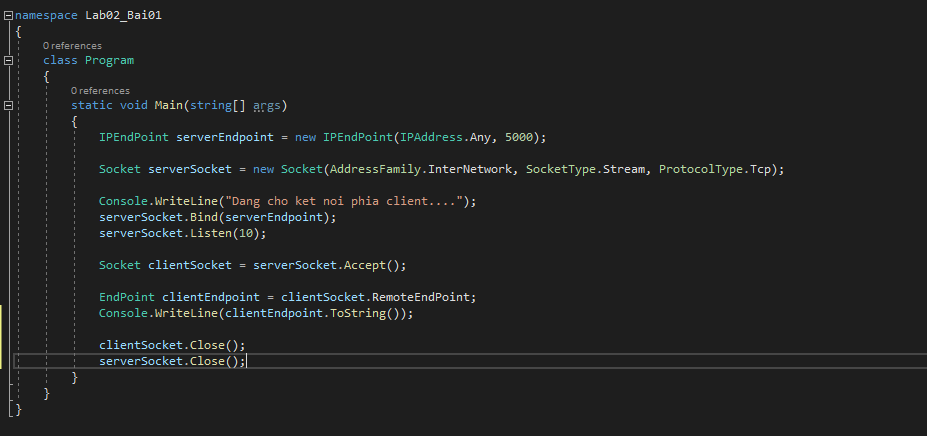 namespace Lab02_Bai01
{
0 references
class Program
{
0 references
static void Main(string[] args)
{
IPEndPoint serverEndpoint = new IPEndPoint(IPAddress.Any, 5000);
Socket serverSocket = new Socket(AddressFamily.InterNetwork, SocketType.Stream, ProtocolType.Tcp);
Console.WriteLine("Dang cho ket noi phia client....");
serverSocket.Bind(serverEndpoint);
serverSocket.Listen(10);
Socket clientSocket = serverSocket.Accept();
EndPoint clientEndpoint = clientSocket.RemoteEndPoint;
Console.WriteLine(clientEndpoint.ToString());
clientSocket.Close();
serverSocket.Close();
}
}
}